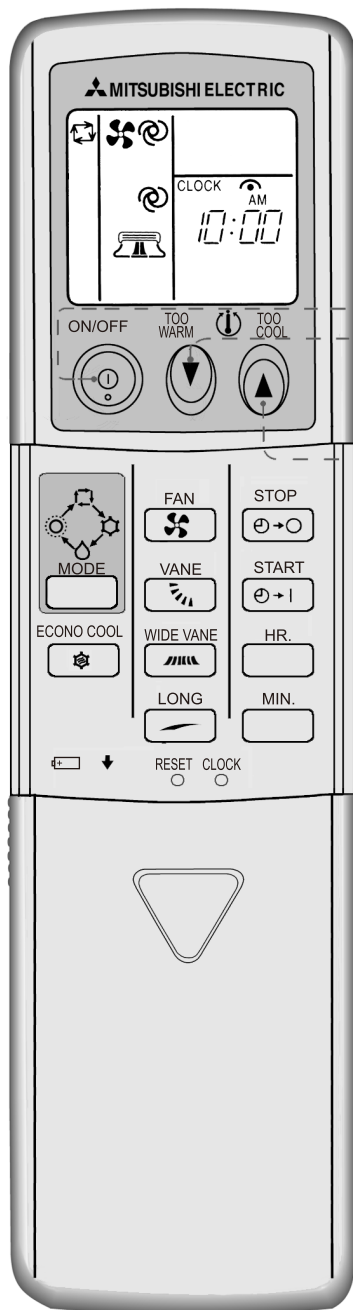 MITSUBISHI ELECTRIC
CLOCK
AM
10:00
ON/OFF
TOO
WARM
TOO
COOL
MODE
FAN
STOP
VANE
START
ECONO COOL
WIDE VANE
HR.
LONG
MIN.
RESET
CLOCK